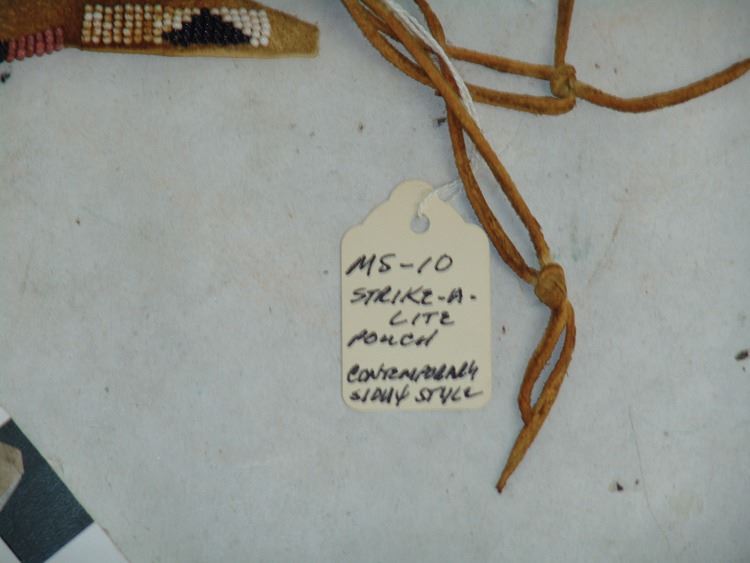 MS-10
STRIKE-A-
LITE
POUCH
CONTEMPORARY
SIOUX STYLE